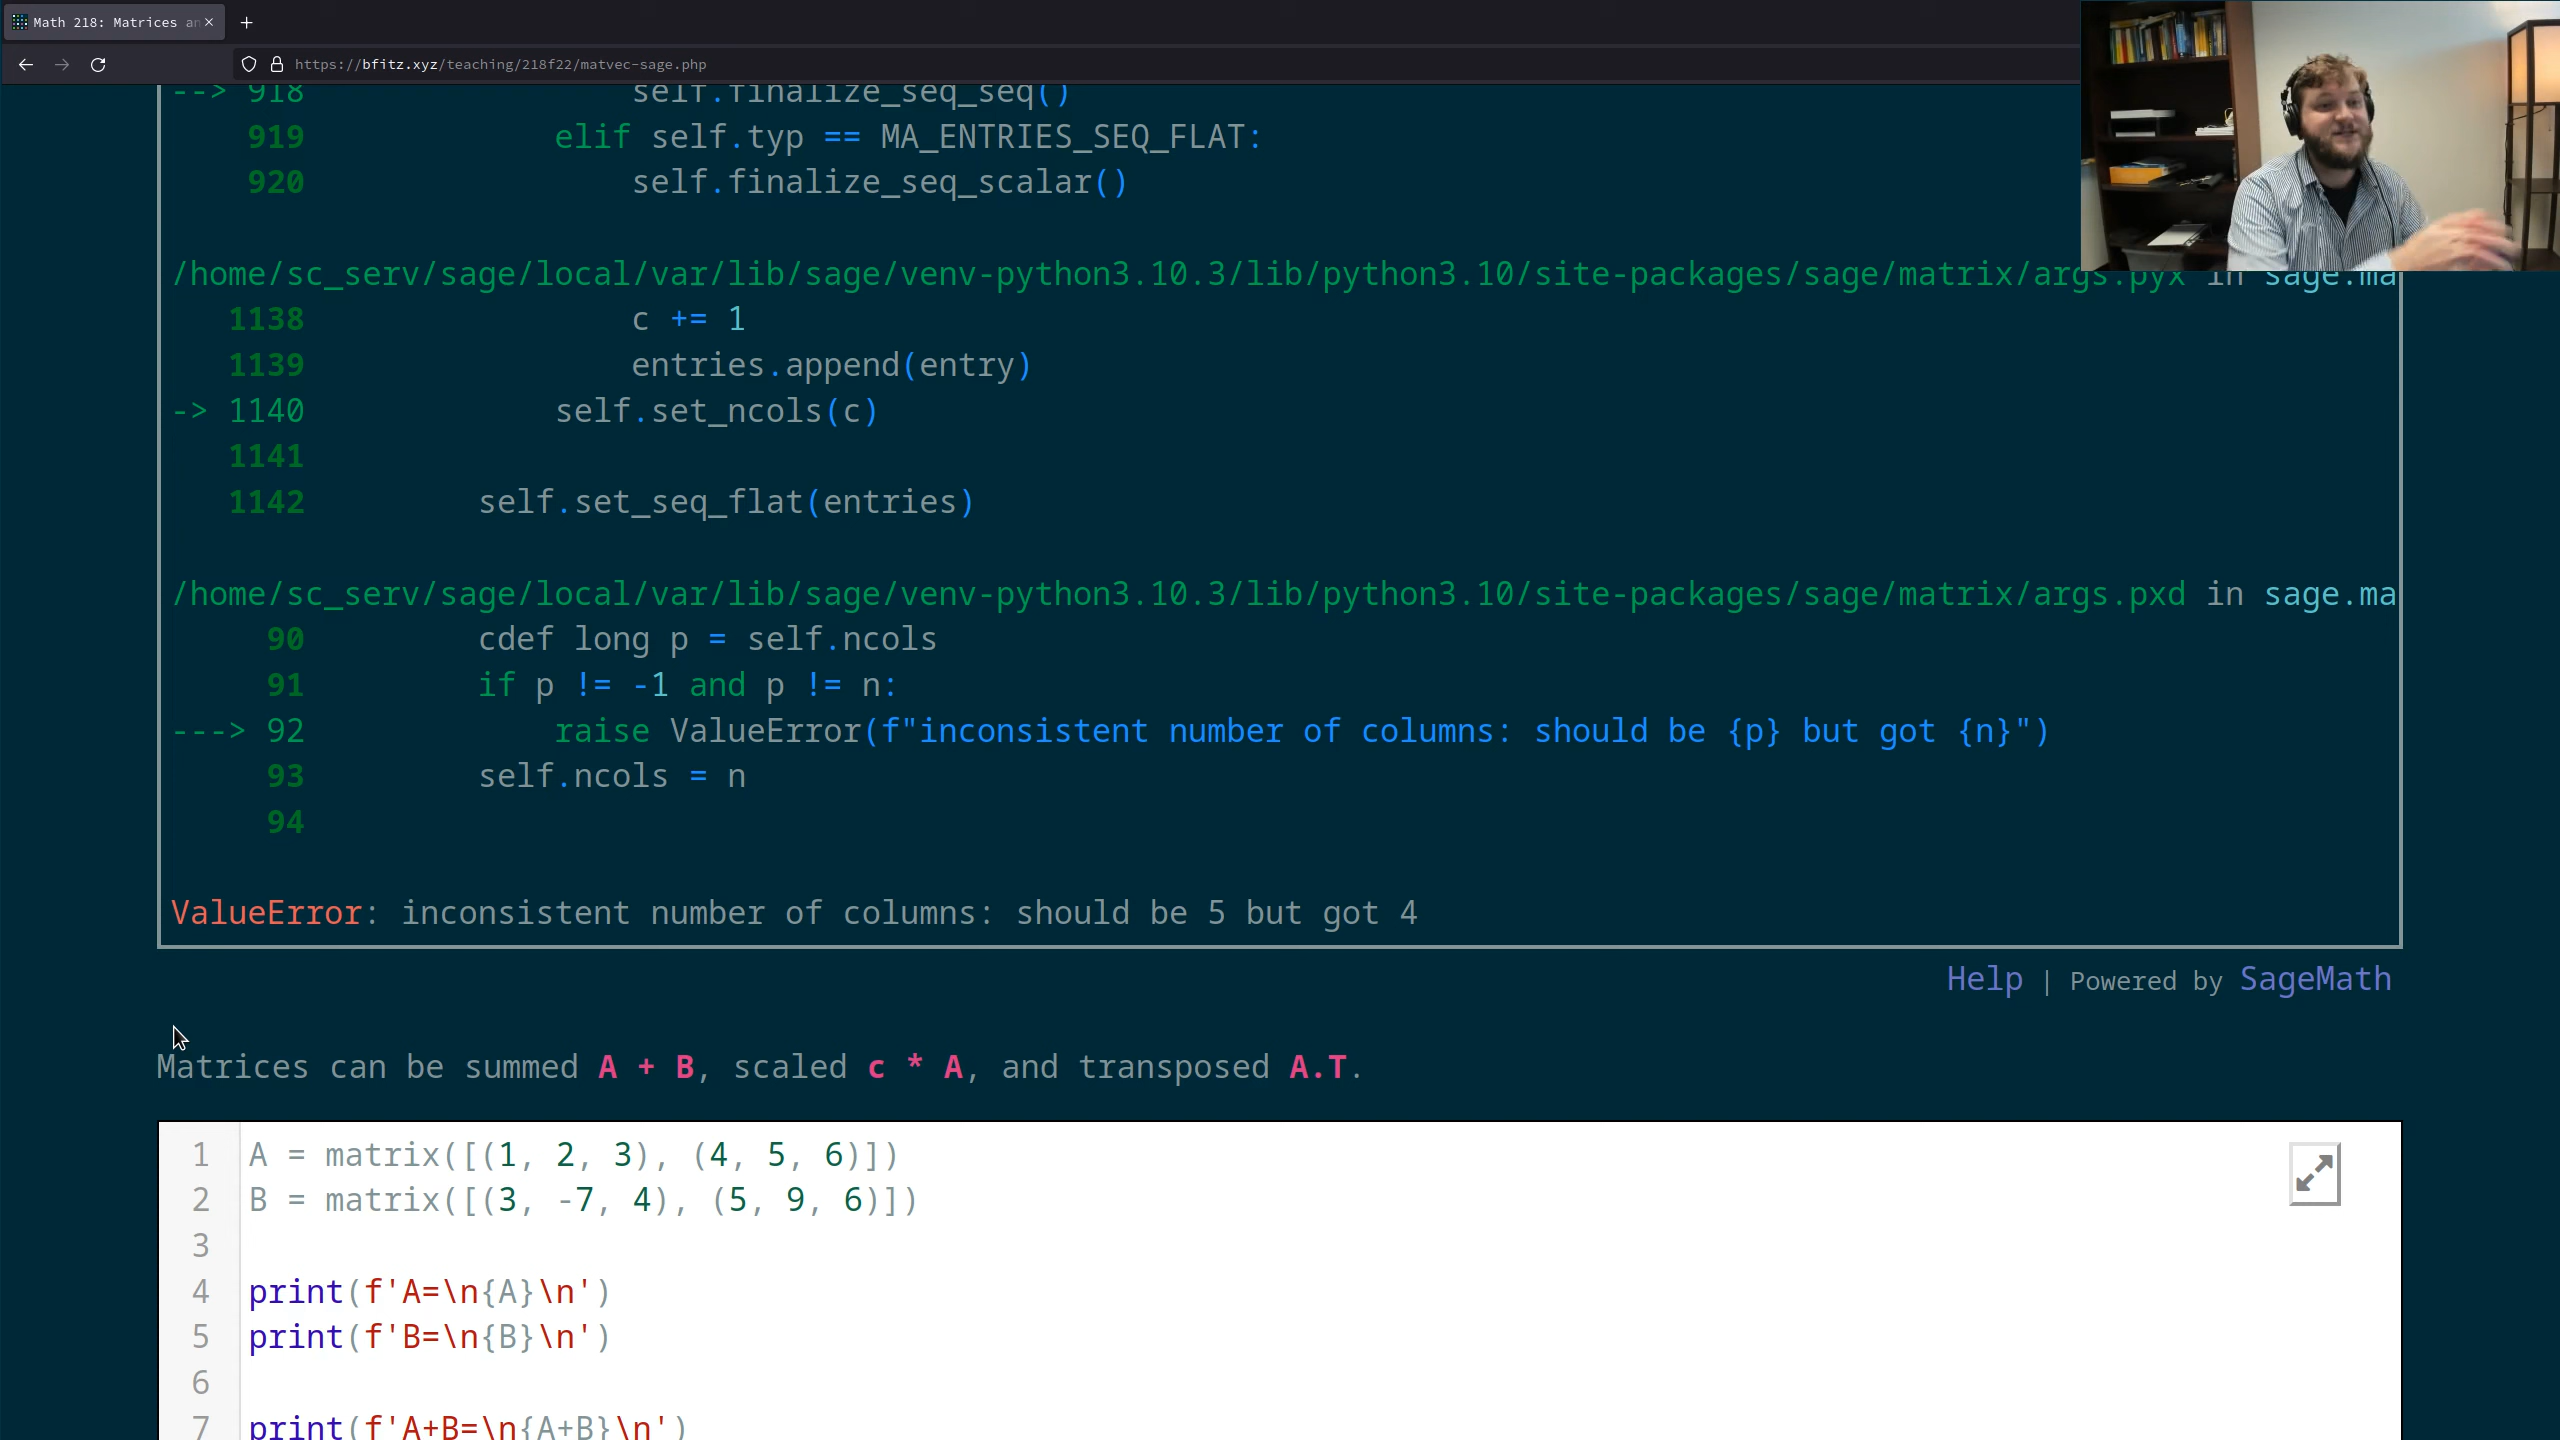 Math 218: Matrices an
https://bfitz.xyz/teaching/218f22/matvec-sage.php
--> 918 self.finalize_seq_seq()
919 elif self.typ == MA_ENTRIES_SEQ_FLAT:
920 self.finalize_seq_scalar()
/home/sc_serv/sage/local/var/lib/sage/venv-python3.10.3/lib/python3.10/site-packages/sage/matrix/args.pyx in sage.ma
1138 c += 1
1139 entries.append(entry)
-> 1140 self.set_ncols(c)
1141
1142 self.set_seq_flat(entries)
/home/sc_serv/sage/local/var/lib/sage/venv-python3.10.3/lib/python3.10/site-packages/sage/matrix/args.pxd in sage.ma
90 cdef long p = self.ncols
91 if p != -1 and p != n:
---> 92 raise ValueError(f"inconsistent number of columns: should be {p} but got {n}")
93 self.ncols = n
94
ValueError: inconsistent number of columns: should be 5 but got 4
Help | Powered by SageMath
Matrices can be summed A + B, scaled c * A, and transposed A.T.
1 A = matrix([(1, 2, 3), (4, 5, 6)])
2 B = matrix([(3, -7, 4), (5, 9, 6)])
3
4 print(f'A=\n{A}\n')
5 print(f'B=\n{B}\n')
6
7 print(f'A+B=\n{A+B}\n')